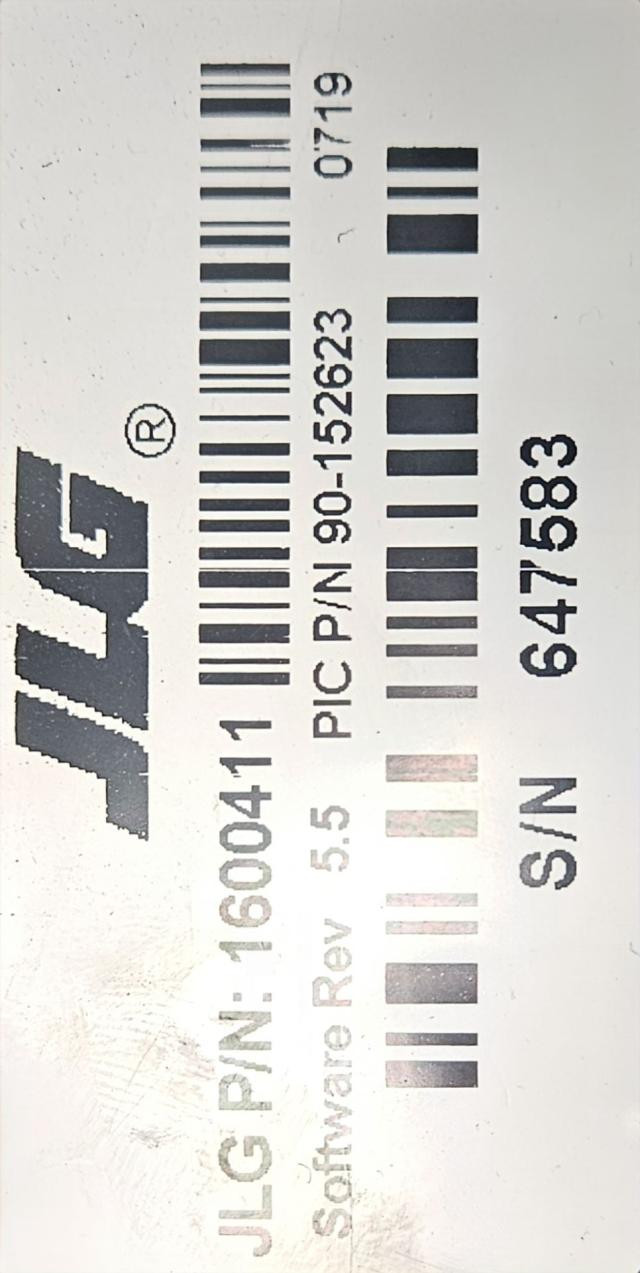 JLG®
JLG P/N: 1600411
Software Rev 5.5 PIC P/N 90-152623 0719
S/N 647583